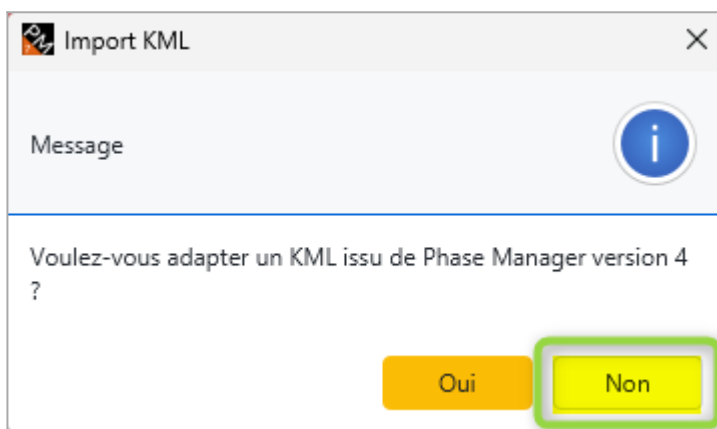 Import KML
Message
Voulez-vous adapter un KML issu de Phase Manager version 4
?
Oui
Non